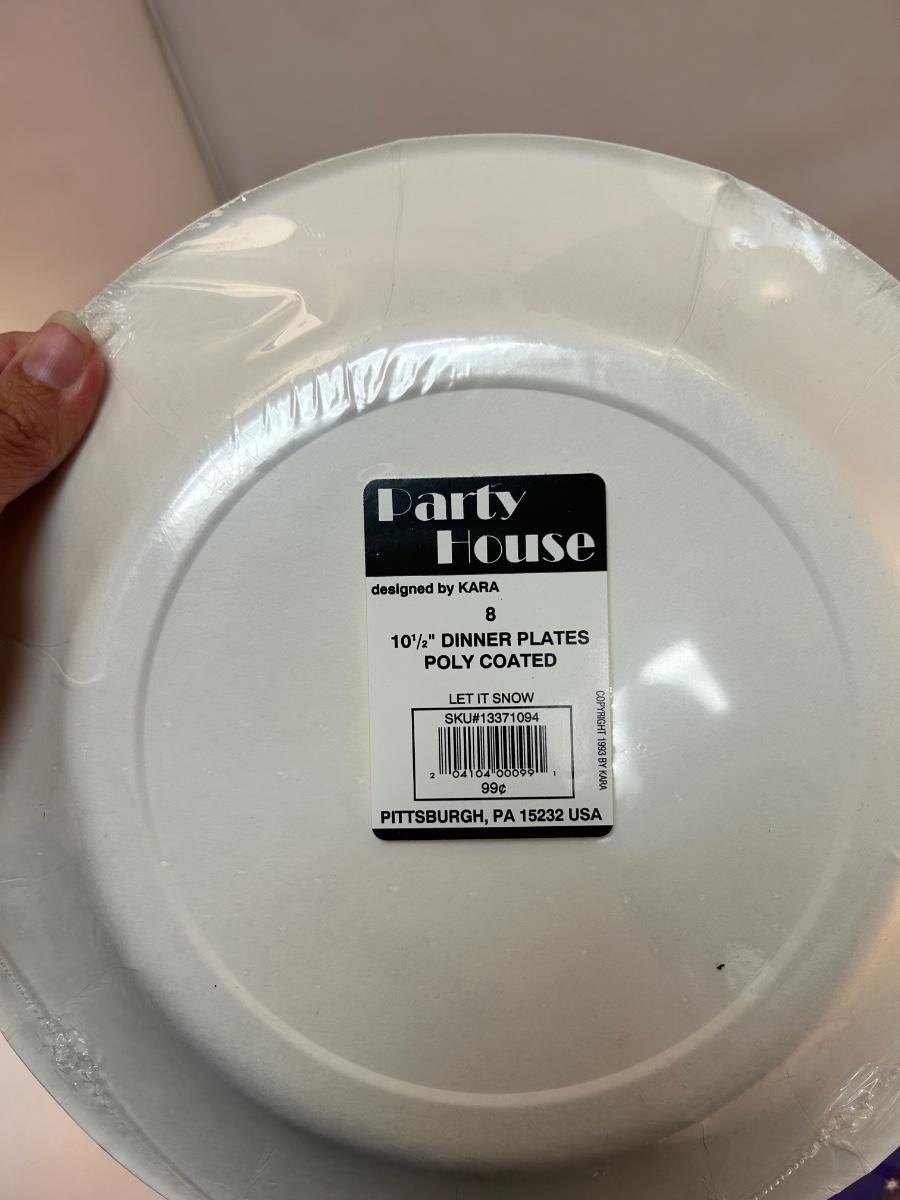 Party
House
designed by KARA
8
10½" DINNER PLATES
POLY COATED
LET IT SNOW
SKU#13371094
2 04104 00099 1
99¢
COPYRIGHT 1993 BY KARA
PITTSBURGH, PA 15232 USA